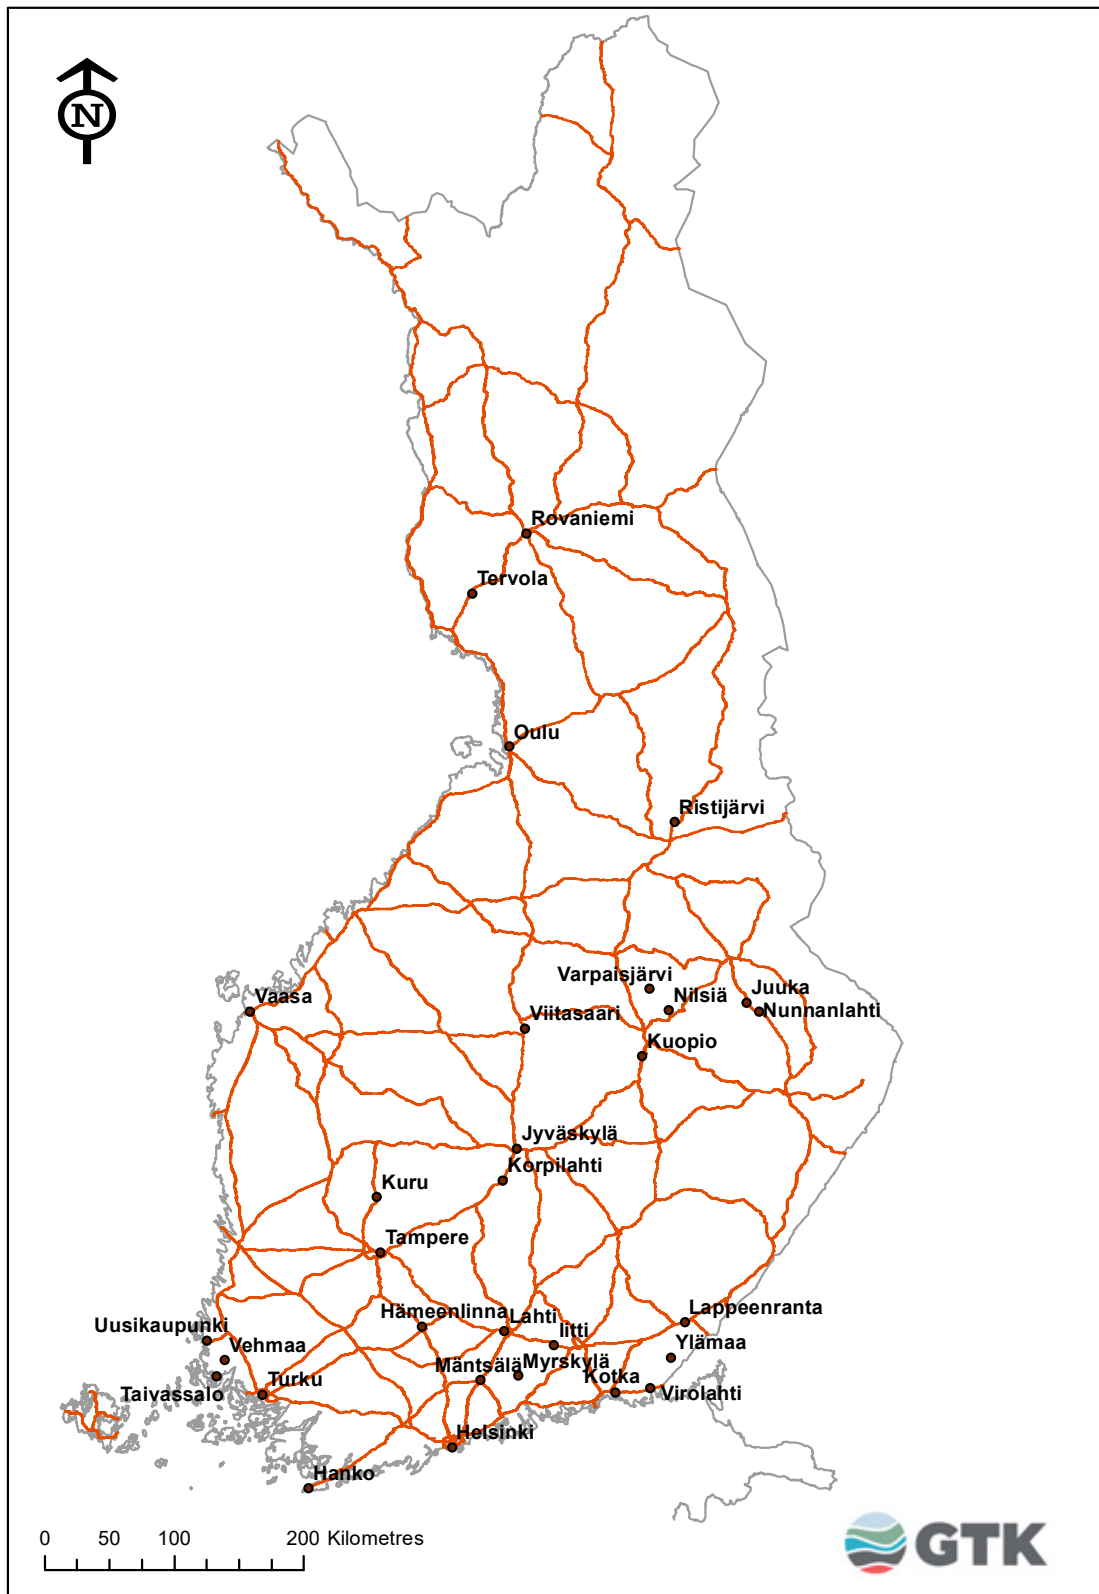 N
Rovaniemi
Tervola
Oulu
Ristijärvi
Varpaisjärvi
Nilsiä
Juuka
Nunnanlahti
Vaasa
Viitasaari
Kuopio
Jyväskylä
Korpilahti
Kuru
Tampere
Hämeenlinna
Lahti
Iitti
Lappeenranta
Uusikaupunki
Vehmaa
Ylämaa
Mäntsälä
Myrskylä
Taivassalo
Turku
Kotka
Virolahti
Helsinki
Hanko
0 50 100 200 Kilometres
GTK